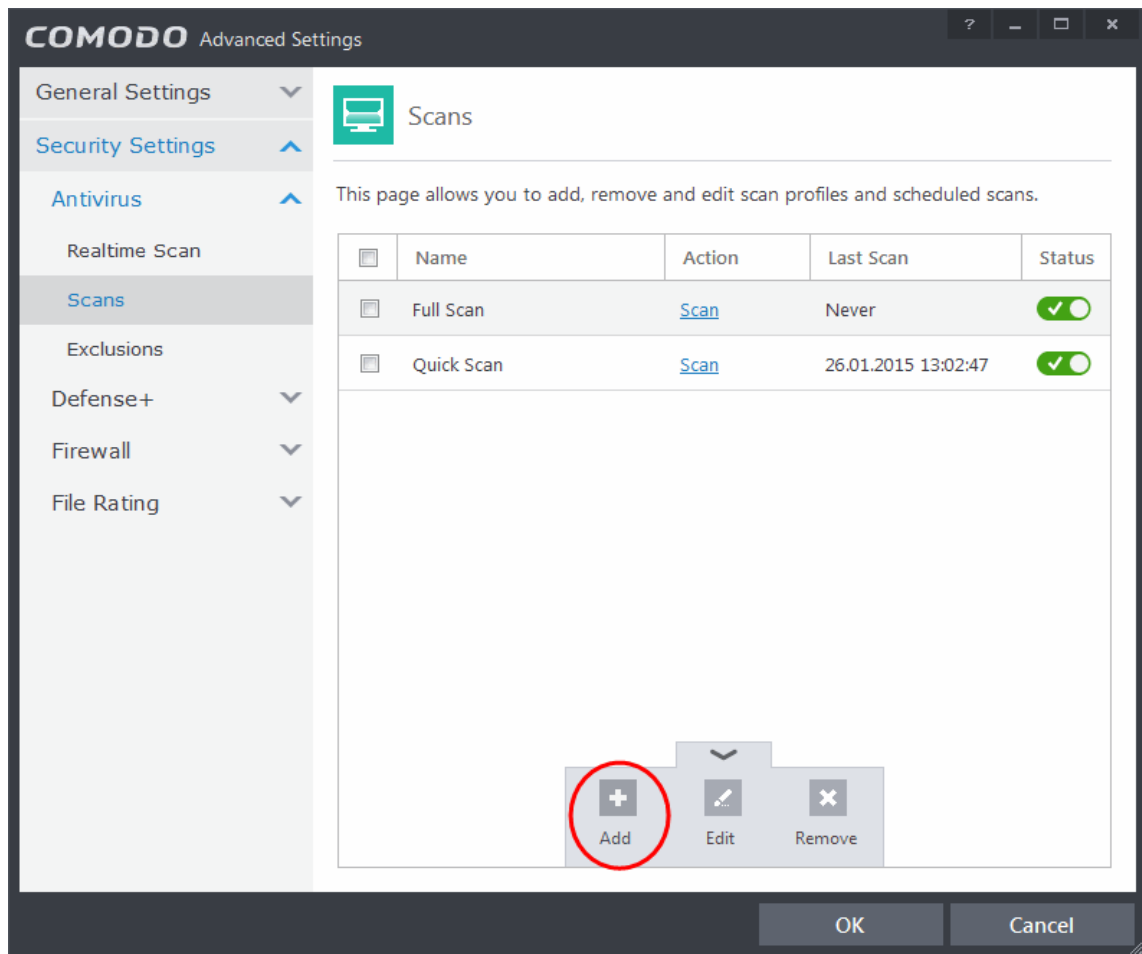 COMODO Advanced Settings
?
General Settings
Security Settings
Antivirus
Realtime Scan
Scans
Exclusions
Defense+
Firewall
File Rating
Scans
This page allows you to add, remove and edit scan profiles and scheduled scans.
Name Action Last Scan Status
Full Scan Scan Never
Quick Scan Scan 26.01.2015 13:02:47
Add Edit Remove
OK Cancel